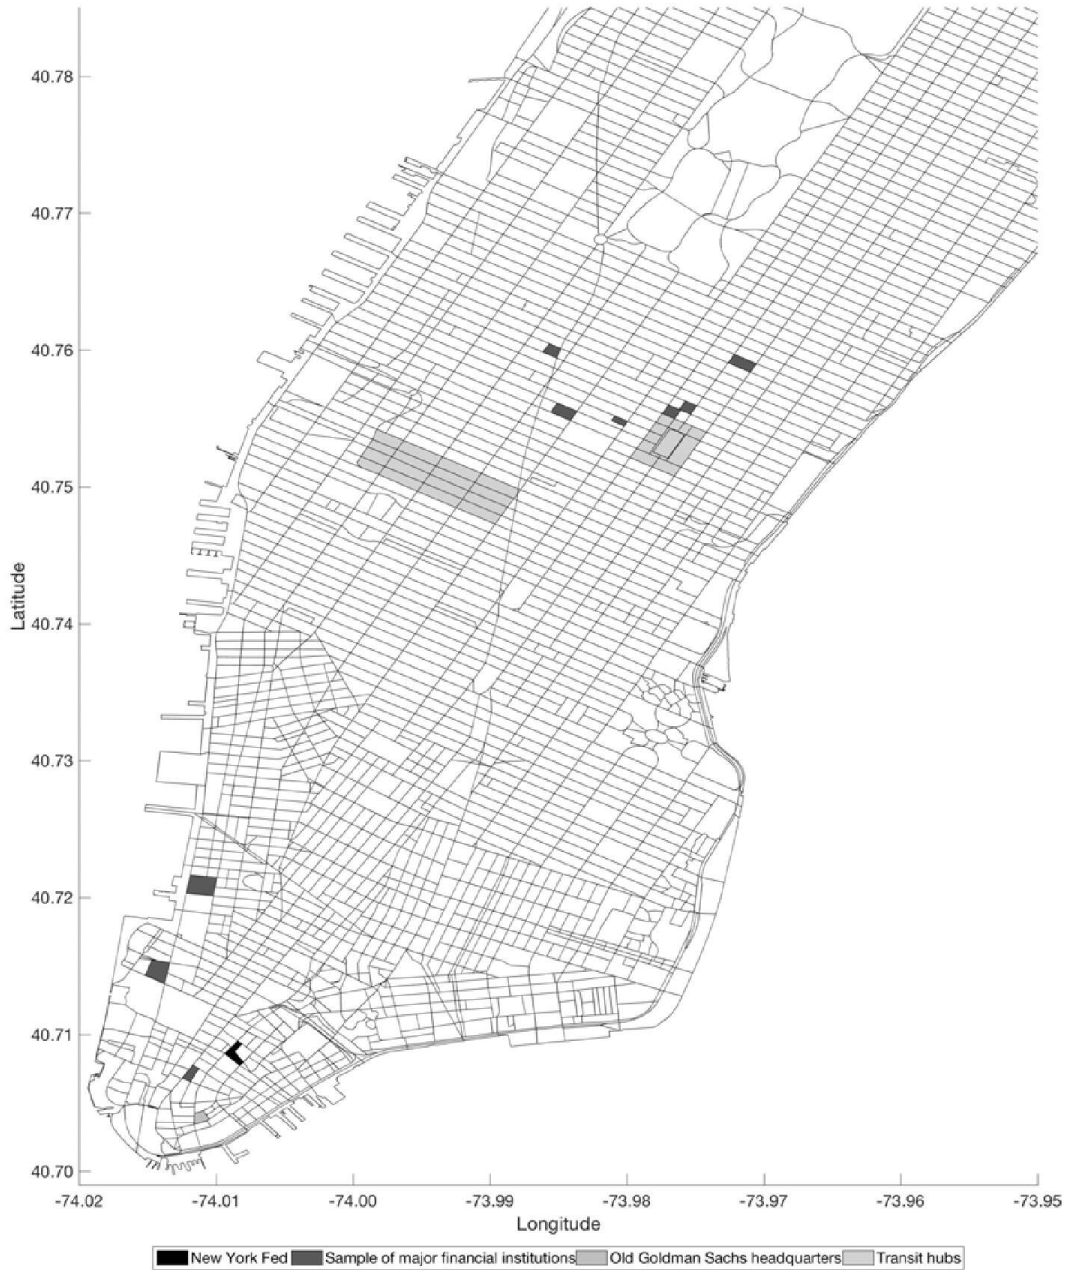 40.78
40.77
40.76
40.75
40.74
40.73
40.72
40.71
40.70
Latitude
-74.02 -74.01 -74.00 -73.99 -73.98 -73.97 -73.96 -73.95
Longitude
New York Fed Sample of major financial institutions Old Goldman Sachs headquarters Transit hubs